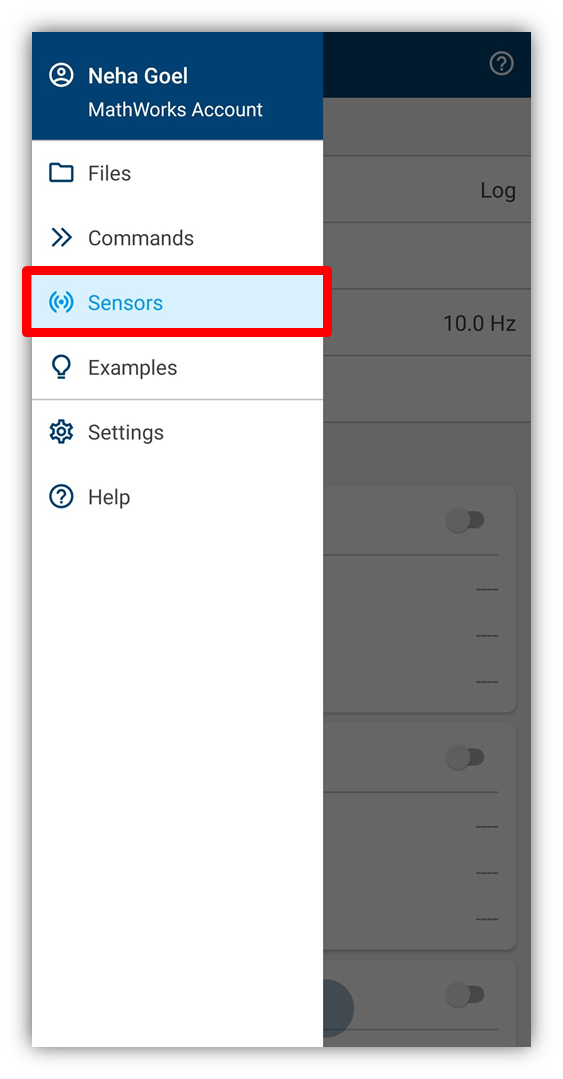 Neha Goel
MathWorks Account
Files
Commands
Sensors
Examples
Settings
Help
Log
10.0 Hz
----
----
----
----
----
----